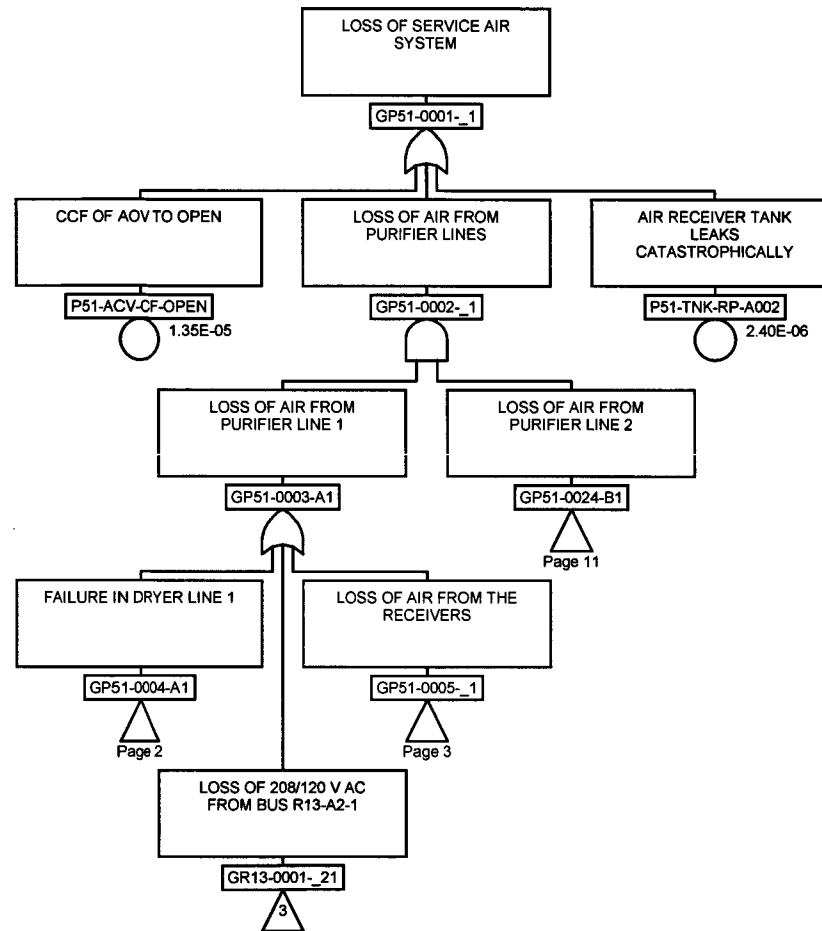 LOSS OF SERVICE AIR
SYSTEM
GP51-0001-_1
CCF OF AOV TO OPEN
P51-ACV-CF-OPEN
1.35E-05
LOSS OF AIR FROM
PURIFIER LINES
GP51-0002-_1
AIR RECEIVER TANK
LEAKS
CATASTROPHICALLY
P51-TNK-RP-A002
2.40E-06
LOSS OF AIR FROM
PURIFIER LINE 1
GP51-0003-A1
LOSS OF AIR FROM
PURIFIER LINE 2
GP51-0024-B1
Page 11
FAILURE IN DRYER LINE 1
GP51-0004-A1
Page 2
LOSS OF AIR FROM THE
RECEIVERS
GP51-0005-_1
Page 3
LOSS OF 208/120 V AC
FROM BUS R13-A2-1
GR13-0001-_21
3